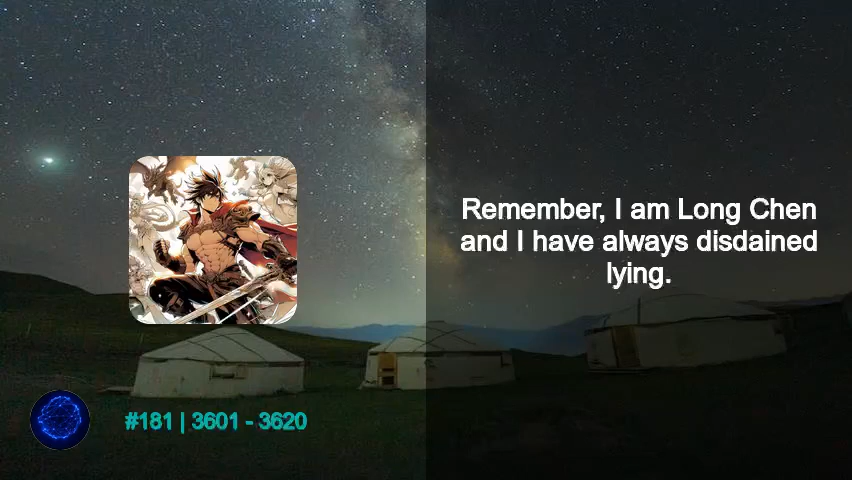 Remember, I am Long Chen
and I have always disdained
lying.
#181 | 3601 - 3620